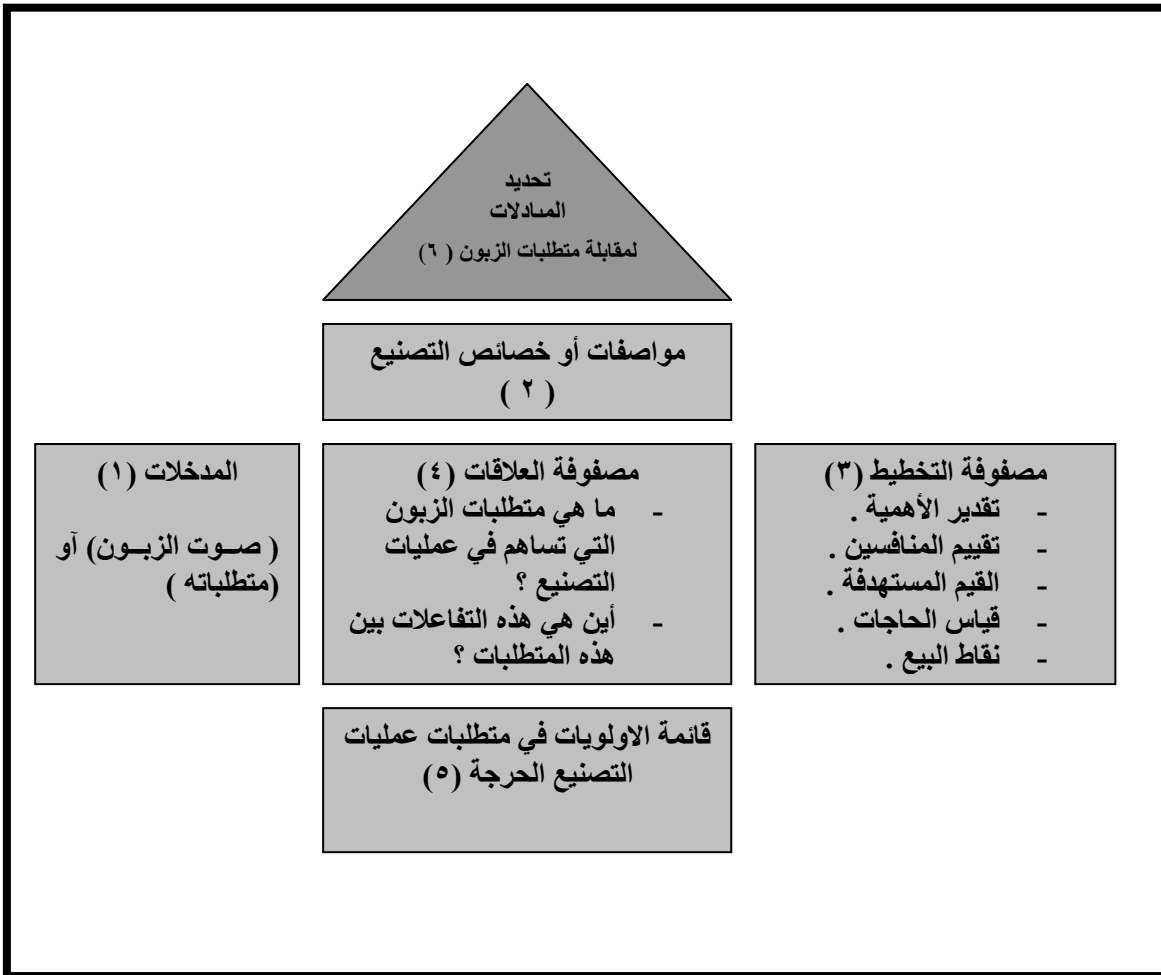 تحديد
المبادلات
لمقابلة متطلبات الزبون ( ٦)
مواصفات أو خصائص التصنيع
( ٢ )
المدخلات (١)
( صــوت الزبــون) آو
(متطلباته )
مصفوفة العلاقات (٤)
- ما هي متطلبات الزبون
التي تساهم في عمليات
التصنيع ؟
- أين هي هذه التفاعلات بين
هذه المتطلبات ؟
مصفوفة التخطيط (٣)
- تقدير الأهمية .
- تقييم المنافسين .
- القيم المستهدفة .
- قياس الحاجات .
- نقاط البيع .
قائمة الاولويات في متطلبات عمليات
التصنيع الحرجة (٥)